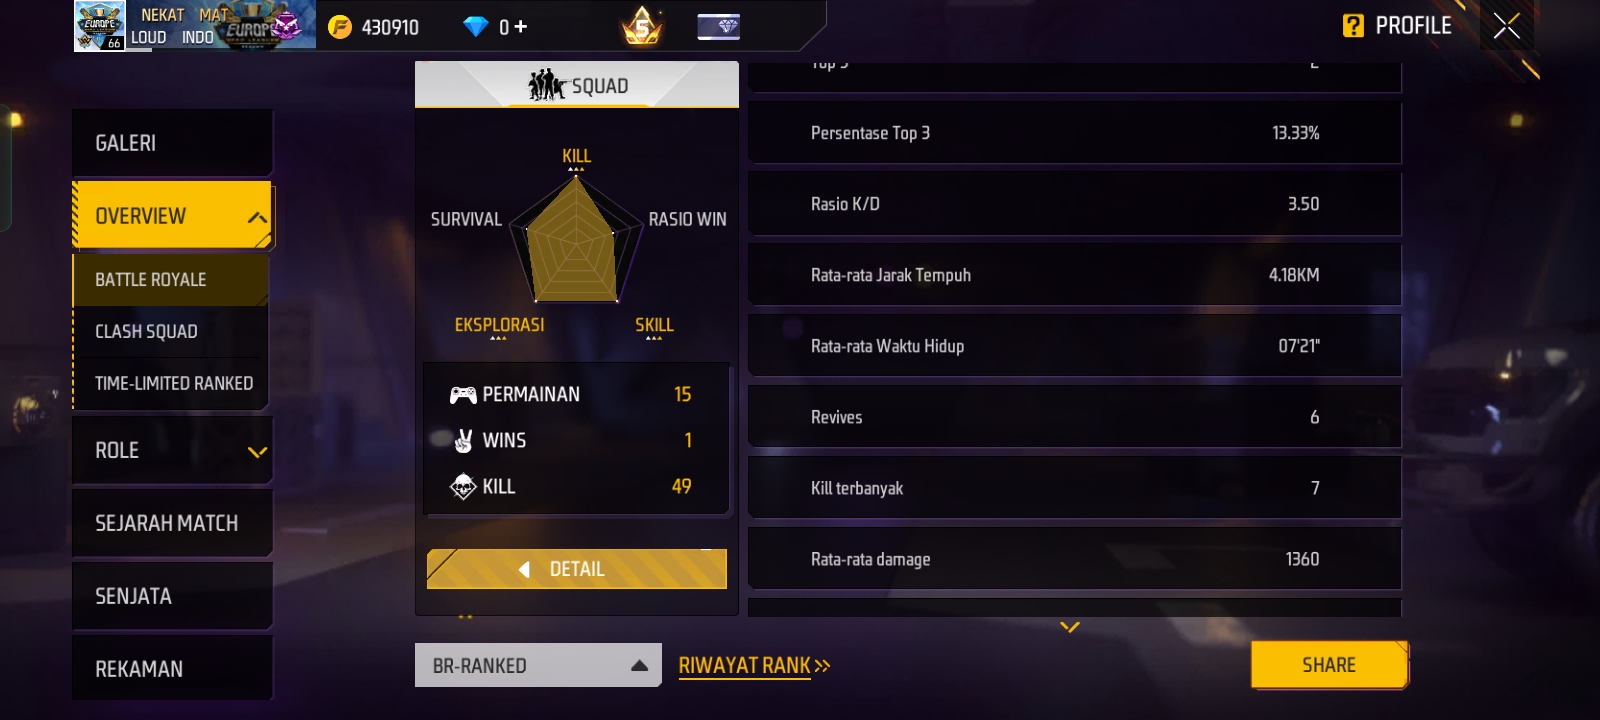 PROFILE
66
NEKAT MAT
LOUD INDO
430910
0 +
5
GALERI
OVERVIEW
BATTLE ROYALE
CLASH SQUAD
TIME-LIMITED RANKED
ROLE
SEJARAH MATCH
SENJATA
REKAMAN
SQUAD
KILL
SURVIVAL
RASIO WIN
EKSPLORASI
SKILL
PERMAINAN 15
WINS 1
KILL 49
DETAIL
BR-RANKED
RIWAYAT RANK
Persentase Top 3 13.33%
Rasio K/D 3.50
Rata-rata Jarak Tempuh 4.18KM
Rata-rata Waktu Hidup 07'21"
Revives 6
Kill terbanyak 7
Rata-rata damage 1360
SHARE